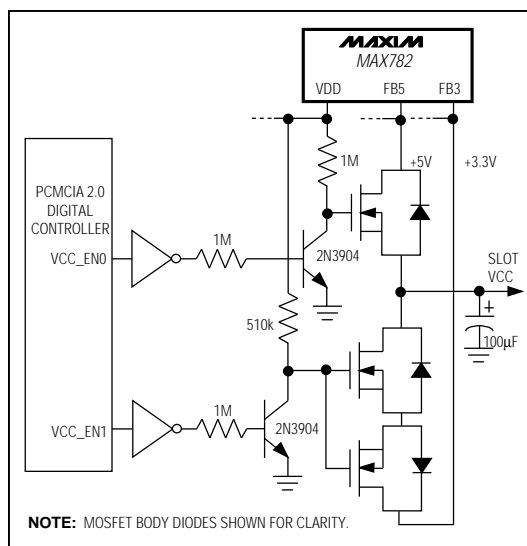 MAXIM
MAX782
VDD
FB5
FB3
1M
+5V
+3.3V
PCMCIA 2.0
DIGITAL
CONTROLLER
VCC_EN0
1M
2N3904
SLOT
VCC
+
100µF
510k
VCC_EN1
1M
2N3904
NOTE: MOSFET BODY DIODES SHOWN FOR CLARITY.